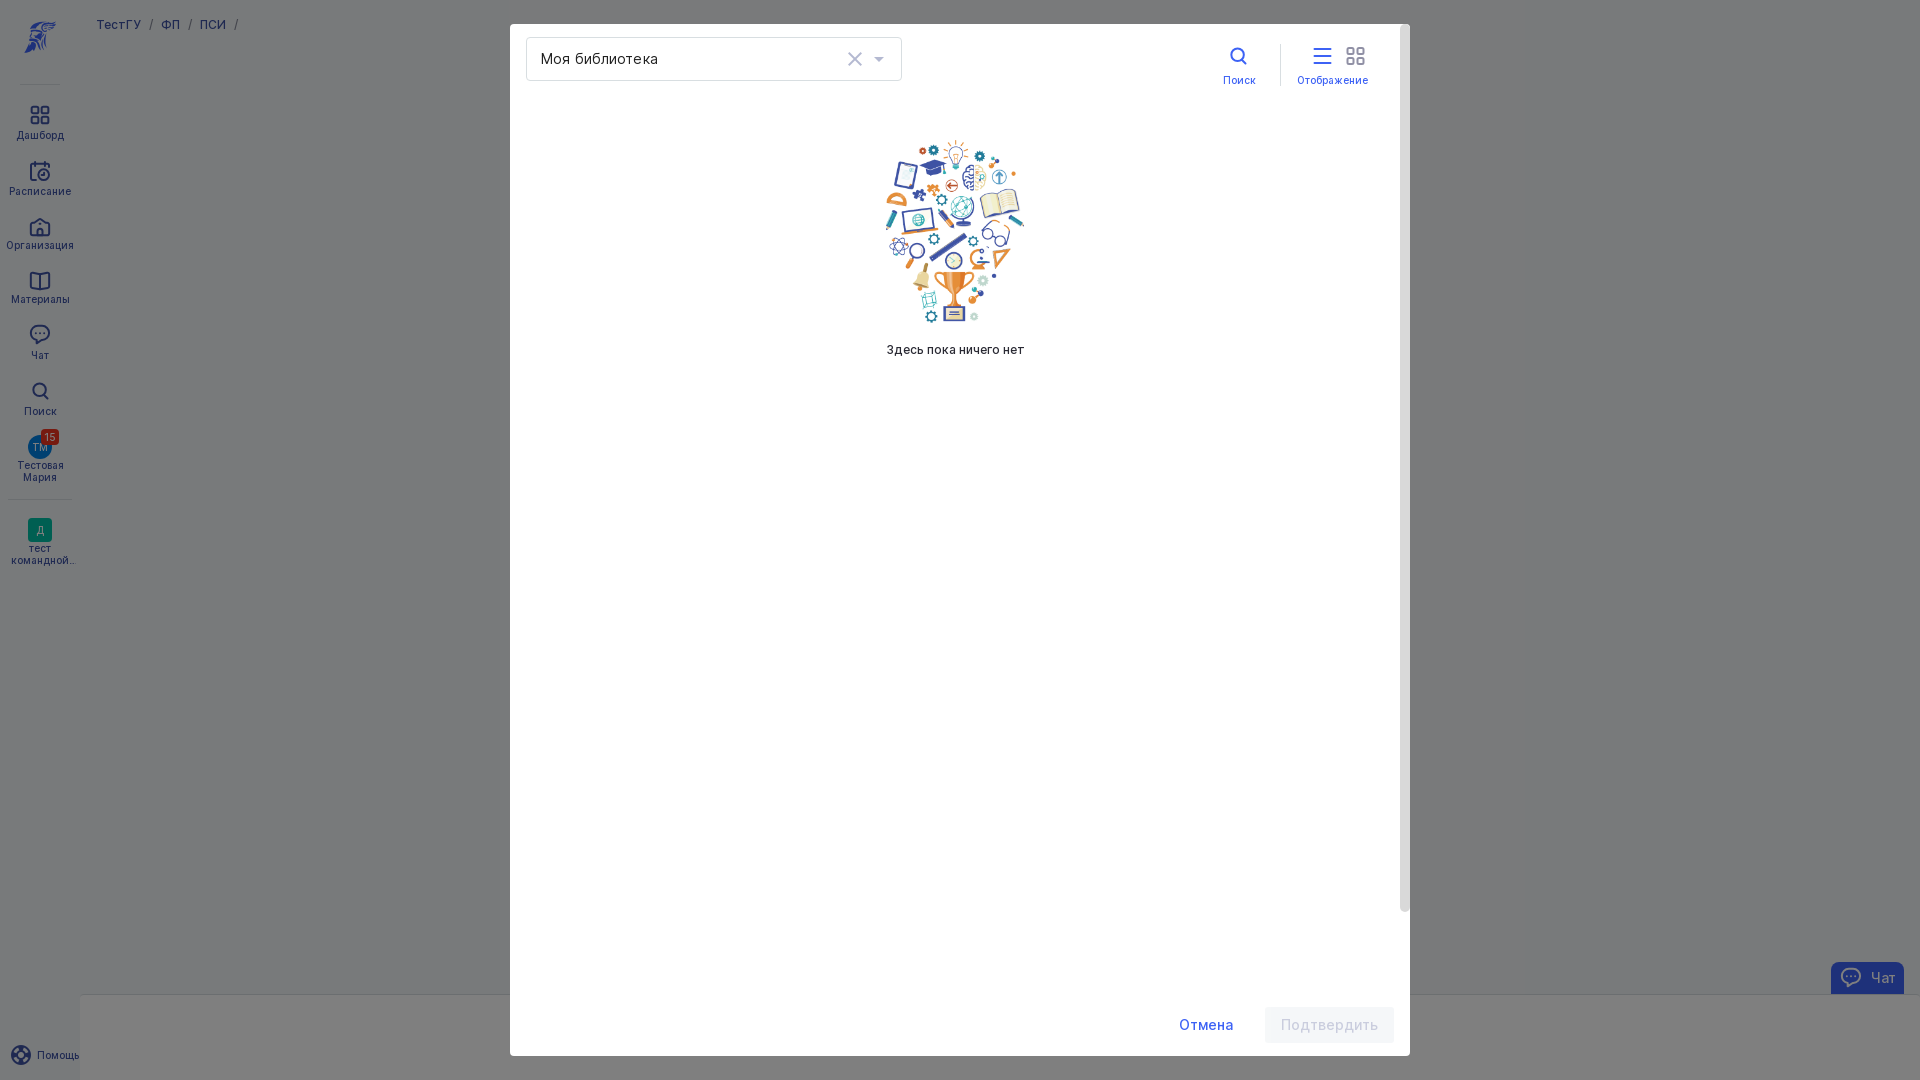 ТестГУ / ФП / ПСИ /
Моя библиотека
Поиск
Отображение
Дашборд
Расписание
Организация
Материалы
Чат
Поиск
15
ТМ
Тестовая
Мария
Д
тест
командной...
Здесь пока ничего нет
Чат
Отмена
Подтвердить
Помощь